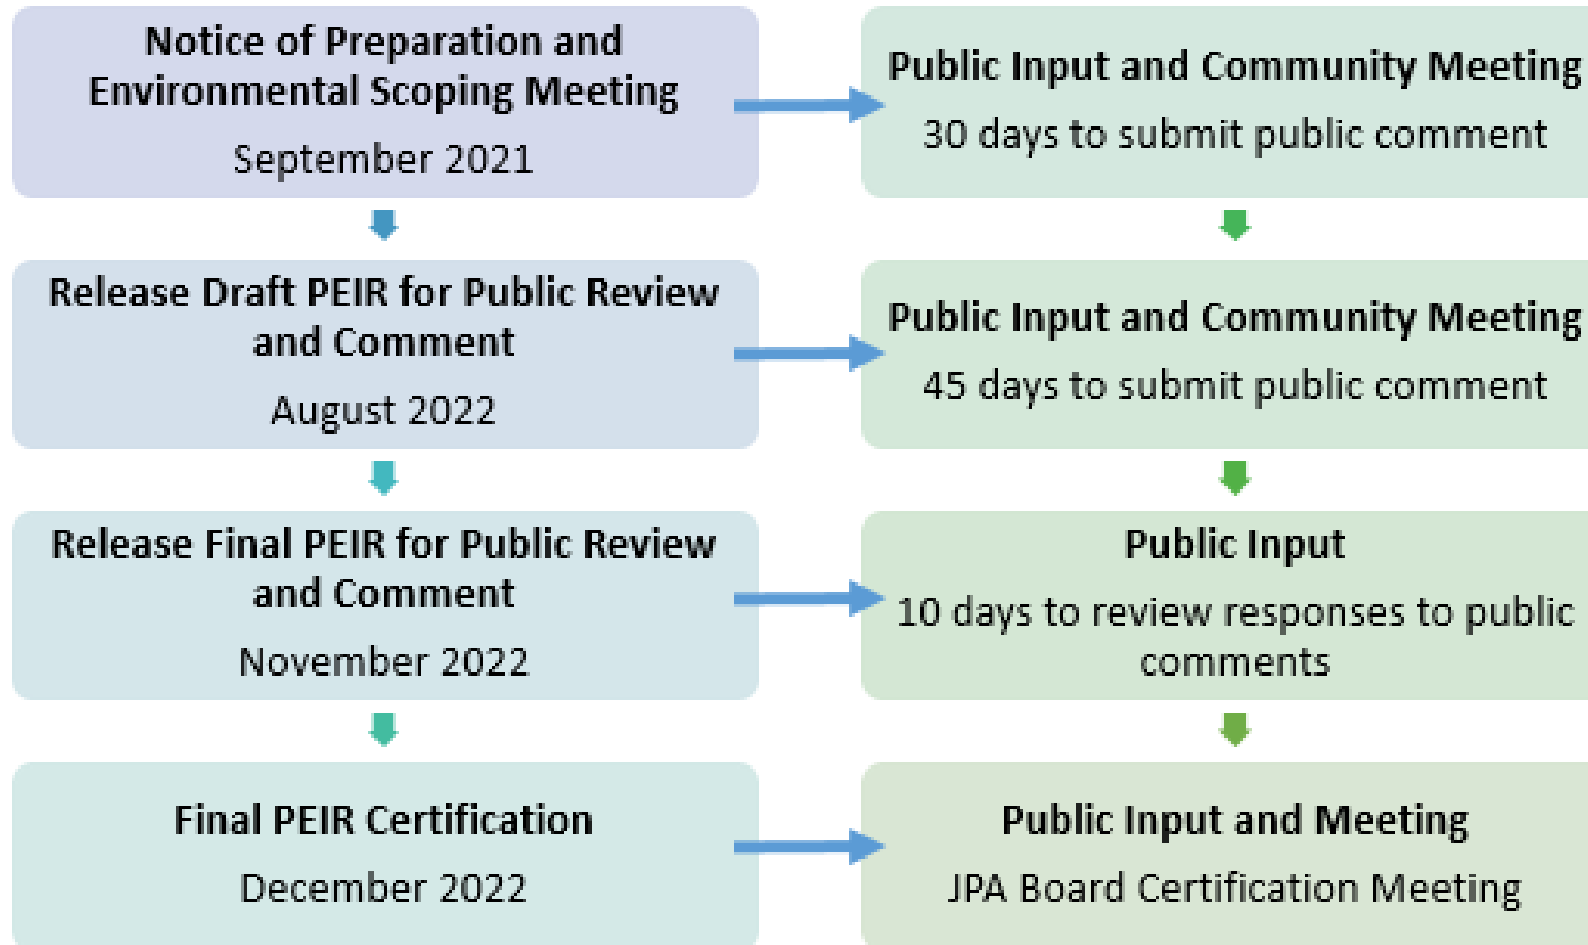 Notice of Preparation and
Environmental Scoping Meeting
September 2021
Public Input and Community Meeting
30 days to submit public comment
Release Draft PEIR for Public Review
and Comment
August 2022
Public Input and Community Meeting
45 days to submit public comment
Release Final PEIR for Public Review
and Comment
November 2022
Public Input
10 days to review responses to public
comments
Final PEIR Certification
December 2022
Public Input and Meeting
JPA Board Certification Meeting